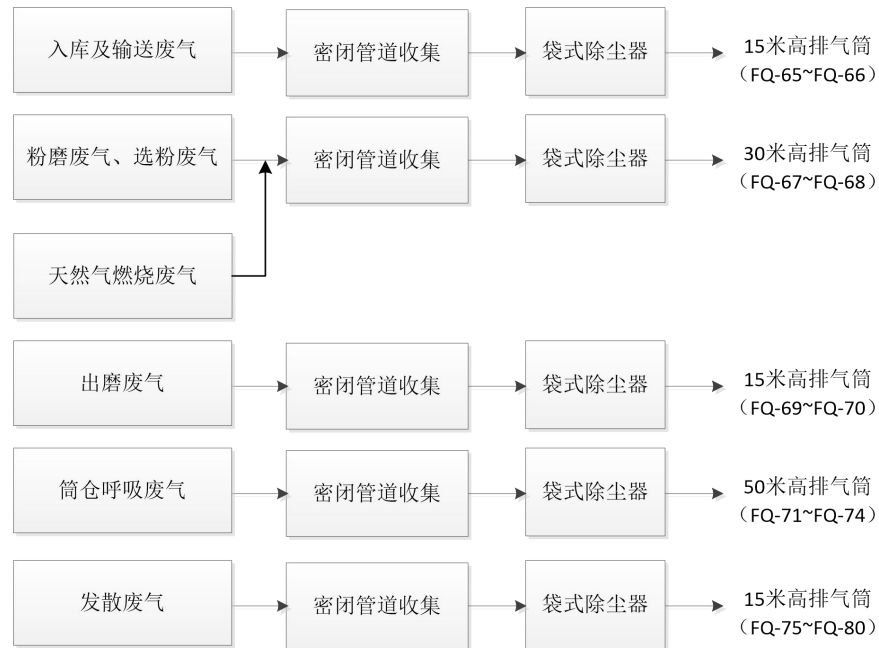 入库及输送废气
密闭管道收集
袋式除尘器
15米高排气筒
（FQ-65~FQ-66）
粉磨废气、选粉废气
密闭管道收集
袋式除尘器
30米高排气筒
（FQ-67~FQ-68）
天然气燃烧废气
出磨废气
密闭管道收集
袋式除尘器
15米高排气筒
（FQ-69~FQ-70）
筒仓呼吸废气
密闭管道收集
袋式除尘器
50米高排气筒
（FQ-71~FQ-74）
发散废气
密闭管道收集
袋式除尘器
15米高排气筒
（FQ-75~FQ-80）